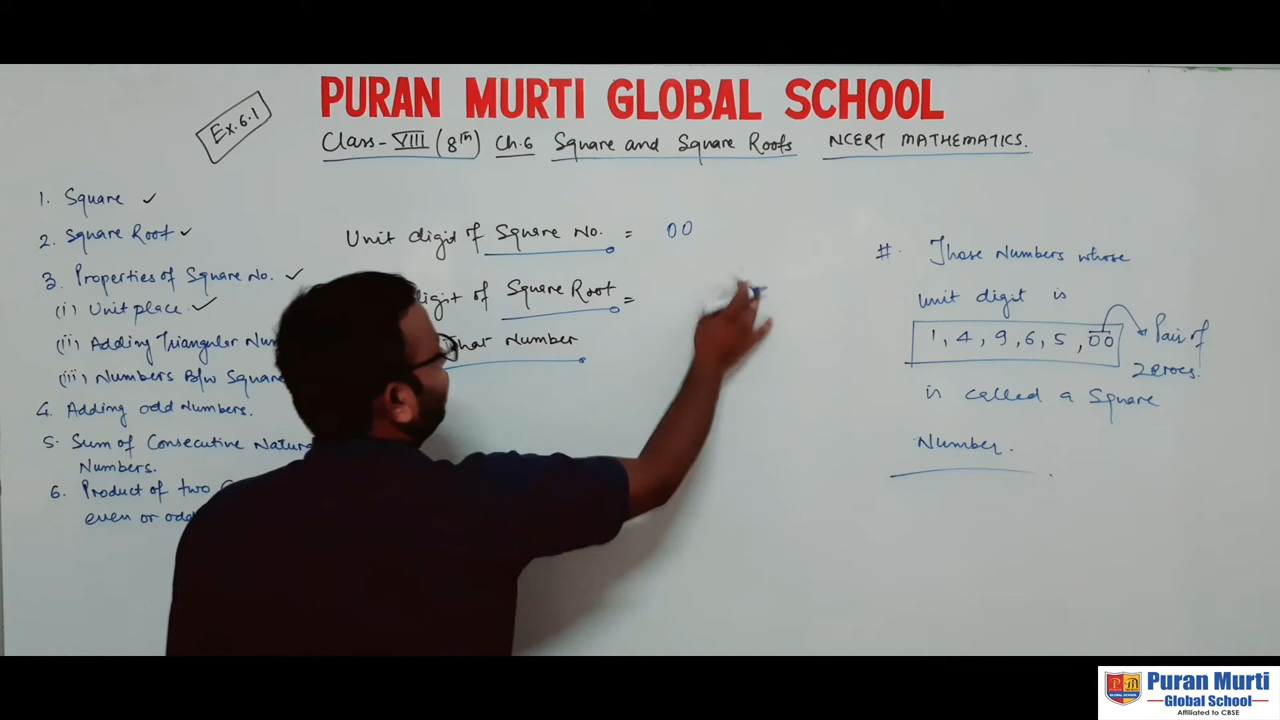 PURAN MURTI GLOBAL SCHOOL
Ex.6.1
Class-VIII (8th) Ch.6 Square and Square Roots NCERT MATHEMATICS.
1. Square ✓
2. Square Root ✓
3. Properties of Square No. ✓
(i) Unit place ✓
(ii) Adding Triangular
(iii) Numbers B/w Square
4. Adding odd Numbers.
5. Sum of Consecutive
Numbers.
6. Product of two
even or
Unit digit of Square No. = 00
digit of Square Root =
that Number
#. Those Numbers whose
unit digit is
1, 4, 9, 6, 5, 00
Pair of
zeroes.
is called a Square
Number.
Puran Murti
Global School
Affiliated to CBSE